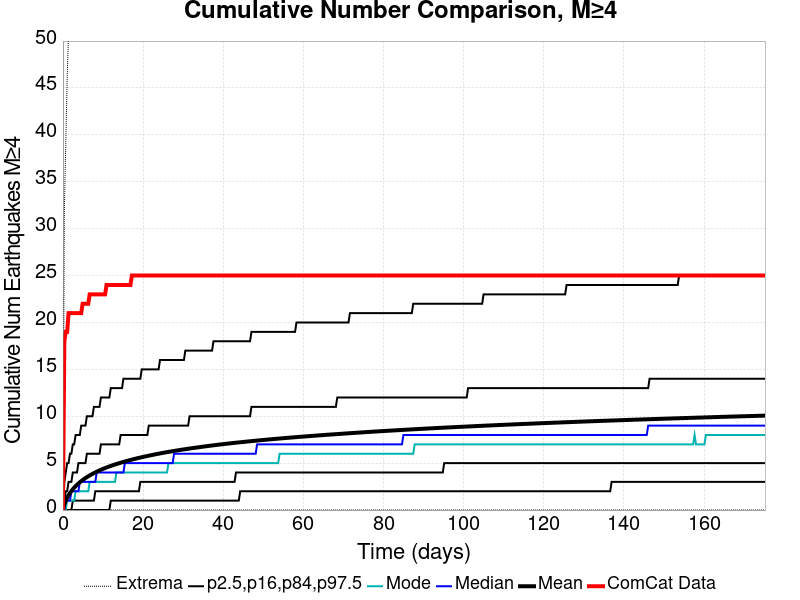 Cumulative Number Comparison, M≥4
Cumulative Num Earthquakes M≥4
50
45
40
35
30
25
20
15
10
5
0
0 20 40 60 80 100 120 140 160
Time (days)
Extrema p2.5,p16,p84,p97.5 Mode Median Mean ComCat Data